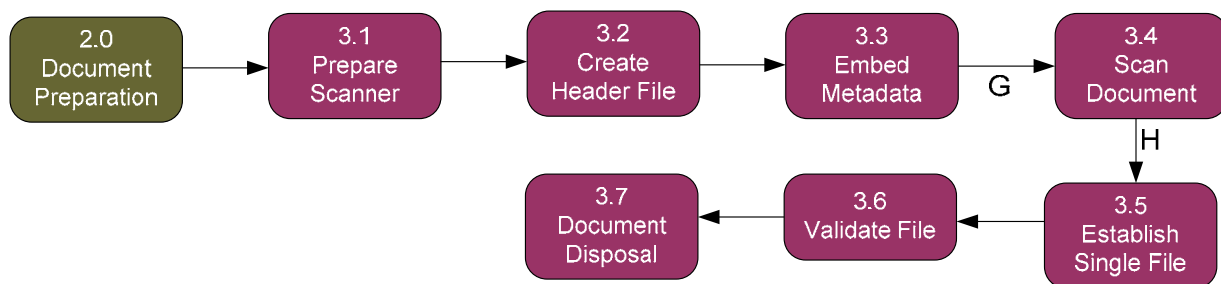 2.0
Document
Preparation
3.1
Prepare
Scanner
3.2
Create
Header File
3.3
Embed
Metadata
G
3.4
Scan
Document
H
3.5
Establish
Single File
3.6
Validate File
3.7
Document
Disposal